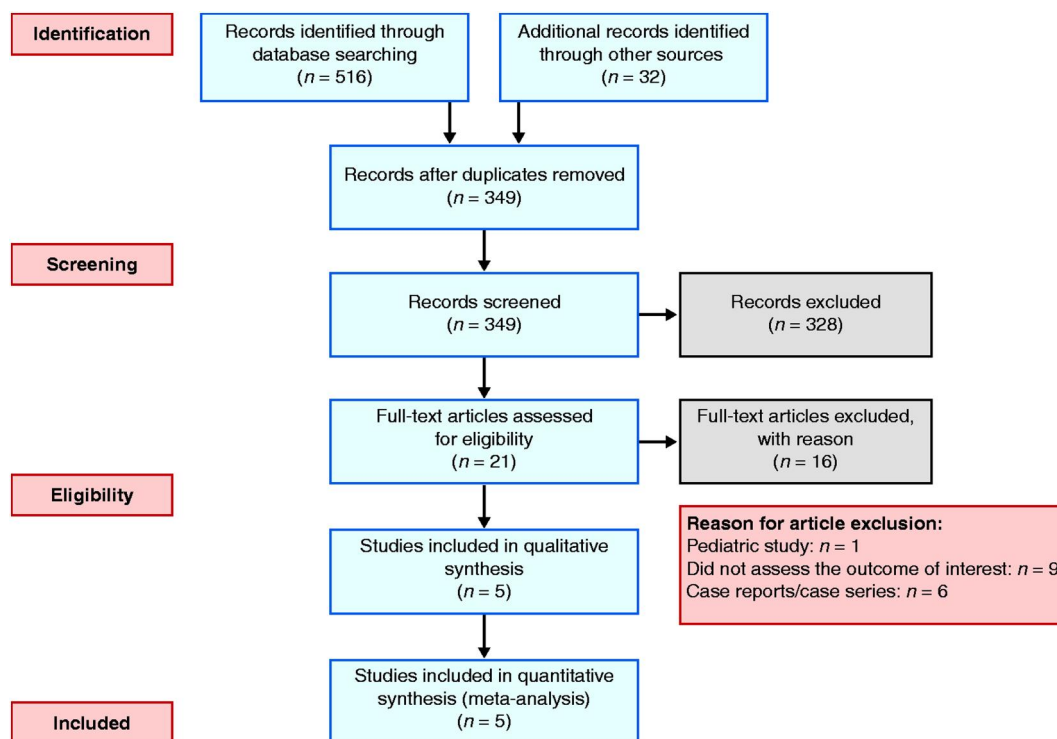 Identification
Records identified through
database searching
(n = 516)
Additional records identified
through other sources
(n = 32)
Records after duplicates removed
(n = 349)
Screening
Records screened
(n = 349)
Records excluded
(n = 328)
Full-text articles assessed
for eligibility
(n = 21)
Full-text articles excluded,
with reason
(n = 16)
Eligibility
Reason for article exclusion:
Pediatric study: n = 1
Did not assess the outcome of interest: n = 9
Case reports/case series: n = 6
Studies included in qualitative
synthesis
(n = 5)
Studies included in quantitative
synthesis (meta-analysis)
(n = 5)
Included